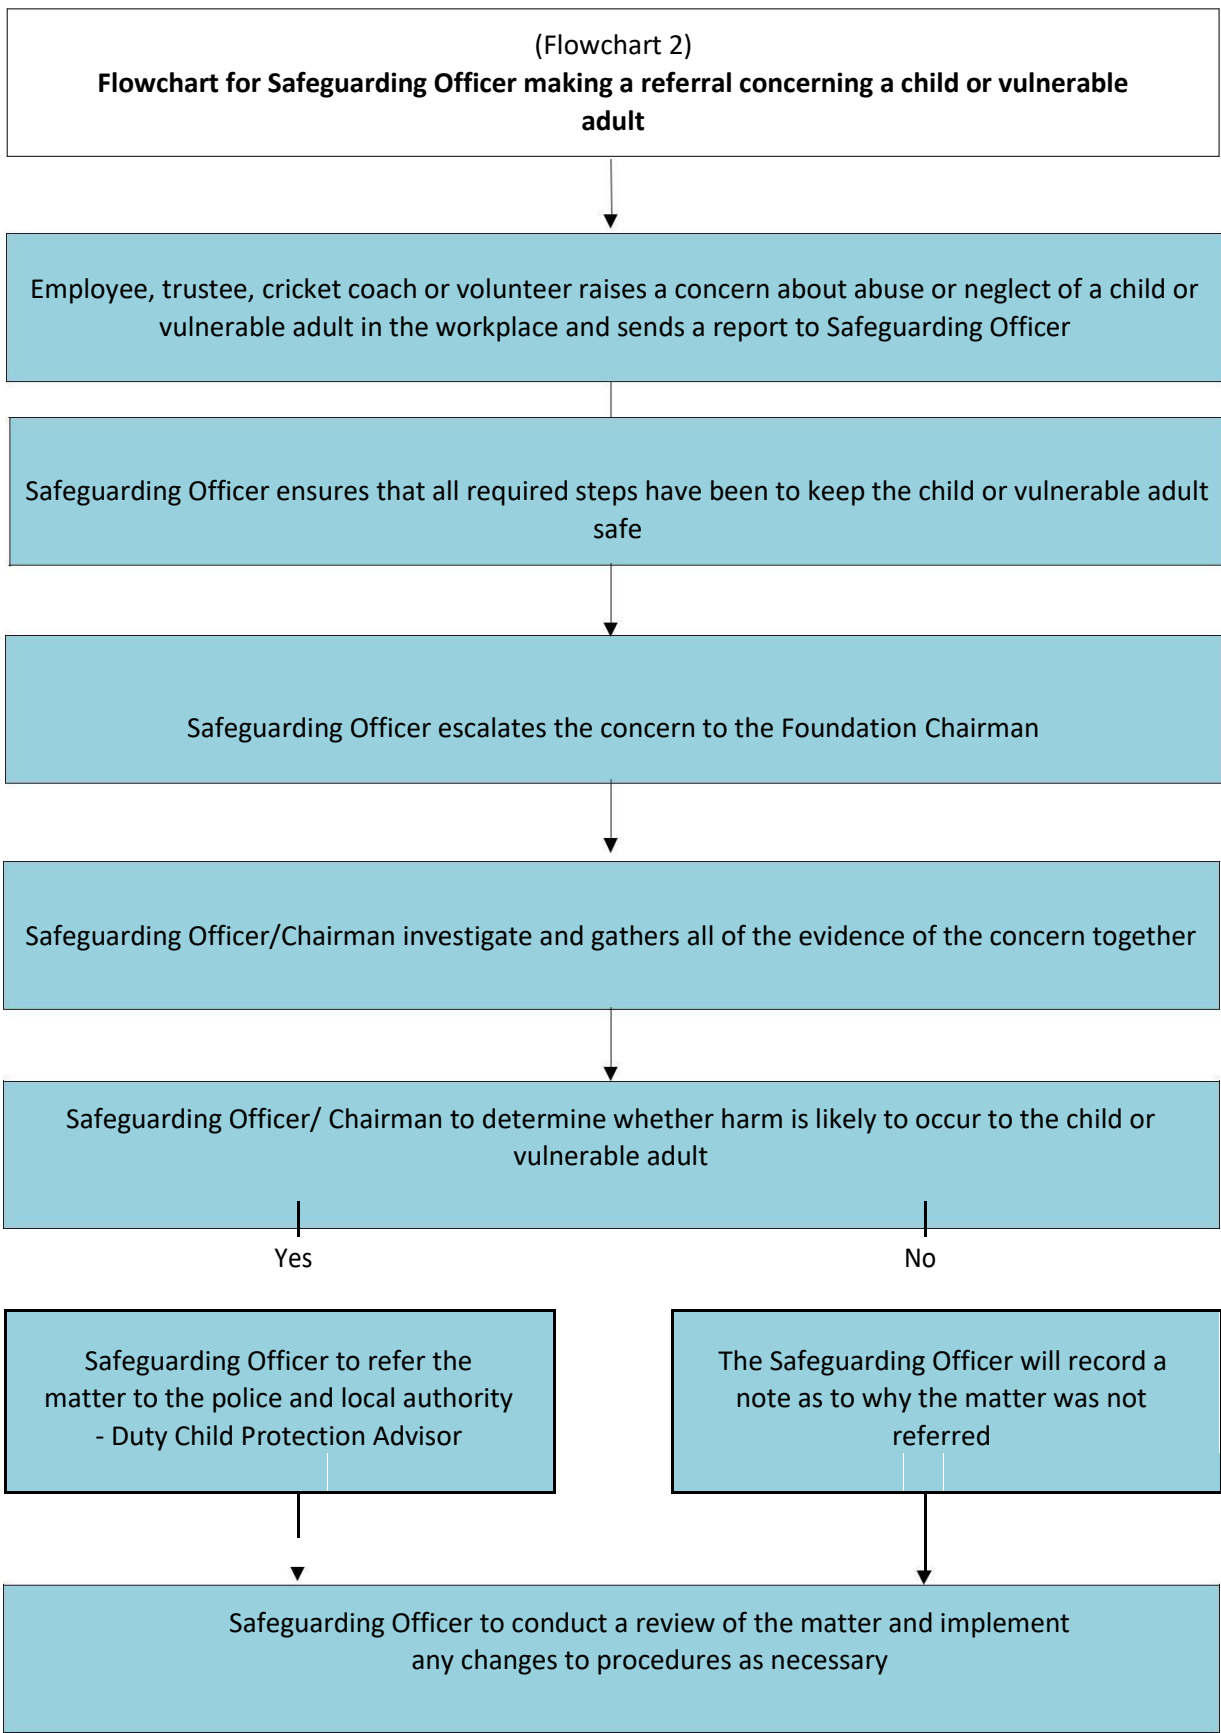 (Flowchart 2)
Flowchart for Safeguarding Officer making a referral concerning a child or vulnerable
adult
Employee, trustee, cricket coach or volunteer raises a concern about abuse or neglect of a child or
vulnerable adult in the workplace and sends a report to Safeguarding Officer
Safeguarding Officer ensures that all required steps have been to keep the child or vulnerable adult
safe
Safeguarding Officer escalates the concern to the Foundation Chairman
Safeguarding Officer/Chairman investigate and gathers all of the evidence of the concern together
Safeguarding Officer/ Chairman to determine whether harm is likely to occur to the child or
vulnerable adult
Yes
No
Safeguarding Officer to refer the
matter to the police and local authority
- Duty Child Protection Advisor
The Safeguarding Officer will record a
note as to why the matter was not
referred
Safeguarding Officer to conduct a review of the matter and implement
any changes to procedures as necessary